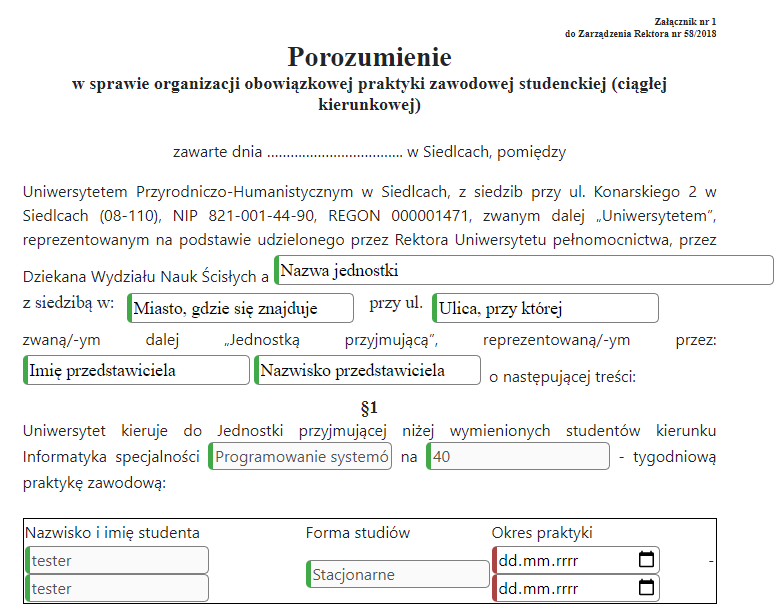 Załącznik nr 1
do Zarządzenia Rektora nr 58/2018
Porozumienie
w sprawie organizacji obowiązkowej praktyki zawodowej studenckiej (ciągłej
kierunkowej)
zawarte dnia ................................... w Siedlcach, pomiędzy
Uniwersytetem Przyrodniczo-Humanistycznym w Siedlcach, z siedzib przy ul. Konarskiego 2 w
Siedlcach (08-110), NIP 821-001-44-90, REGON 000001471, zwanym dalej „Uniwersytetem”,
reprezentowanym na podstawie udzielonego przez Rektora Uniwersytetu pełnomocnictwa, przez
Dziekana Wydziału Nauk Ścisłych a Nazwa jednostki
z siedzibą w: Miasto, gdzie się znajduje przy ul. Ulica, przy której
zwaną/-ym dalej „Jednostką przyjmującą”, reprezentowaną/-ym przez:
Imię przedstawiciela Nazwisko przedstawiciela o następującej treści:
§1
Uniwersytet kieruje do Jednostki przyjmującej niżej wymienionych studentów kierunku
Informatyka specjalności Programowanie systemó na 40 - tygodniową
praktykę zawodową:
Nazwisko i imię studenta Forma studiów Okres praktyki
tester Stacjonarne dd.mm.rrrr -
tester dd.mm.rrrr